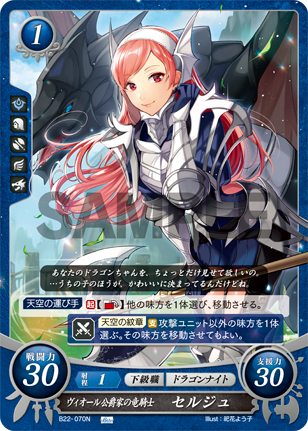 1
SAMPLE
あなたのドラゴンちゃんを、ちょっとだけ見せて欲しいの。
…うちの子のほうが、かわいいに決まってるんだけどね。
天空の運び手 起【】他の味方を1体選び、移動させる。
天空の紋章 攻撃ユニット以外の味方を1体選ぶ。その味方を移動させてもよい。
戦闘力
30
射程 1 下級職 ドラゴンナイト
支援力
30
ヴィオール公爵家の竜騎士 セルジュ
B22-070N Illust:祀花よう子